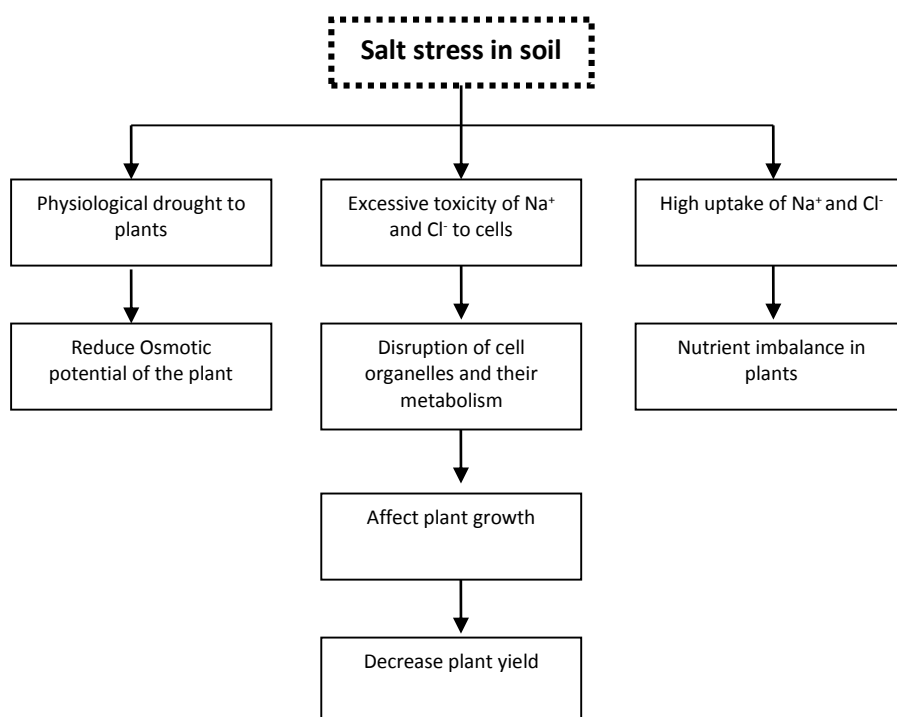 Salt stress in soil
Physiological drought to
plants
Excessive toxicity of Na⁺
and Cl⁻ to cells
High uptake of Na⁺ and Cl⁻
Reduce Osmotic
potential of the plant
Disruption of cell
organelles and their
metabolism
Nutrient imbalance in
plants
Affect plant growth
Decrease plant yield